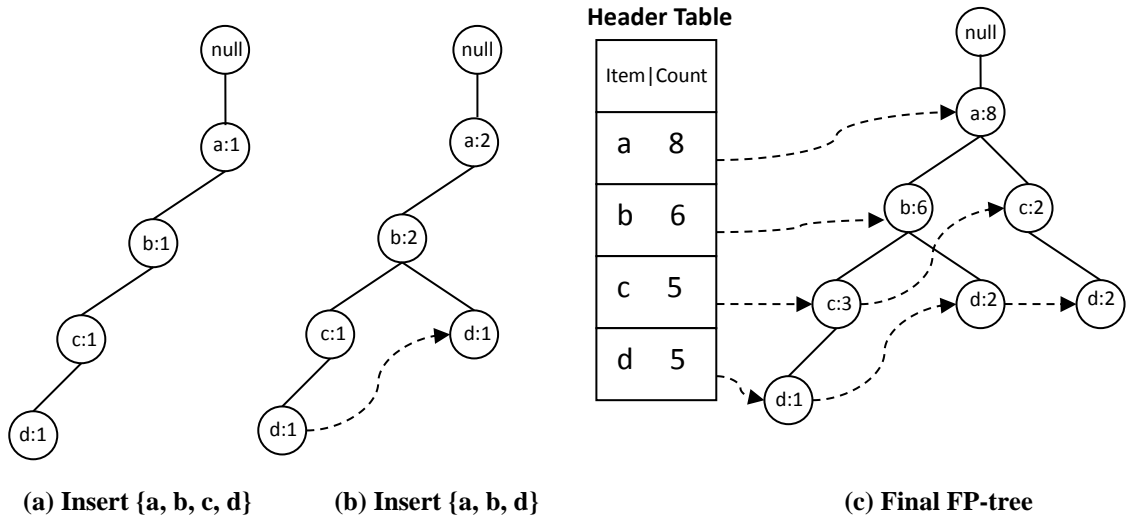 null
a:1
b:1
c:1
d:1
(a) Insert {a, b, c, d}
null
a:2
b:2
c:1
d:1
d:1
(b) Insert {a, b, d}
Header Table
Item|Count
a 8
b 6
c 5
d 5
null
a:8
b:6
c:2
c:3
d:2
d:2
d:1
(c) Final FP-tree